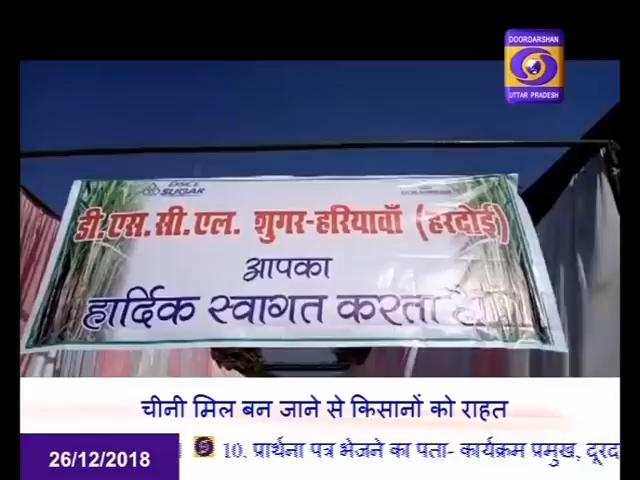 DOORDARSHAN
UTTAR PRADESH
DSCL
SUGAR
डी.एस.सी.एल. शुगर-हरियावाँ (हरदोई)
आपका
हार्दिक स्वागत करता है
चीनी मिल बन जाने से किसानों को राहत
26/12/2018
10. प्रार्थना पत्र भेजने का पता- कार्यक्रम प्रमुख, दूरद